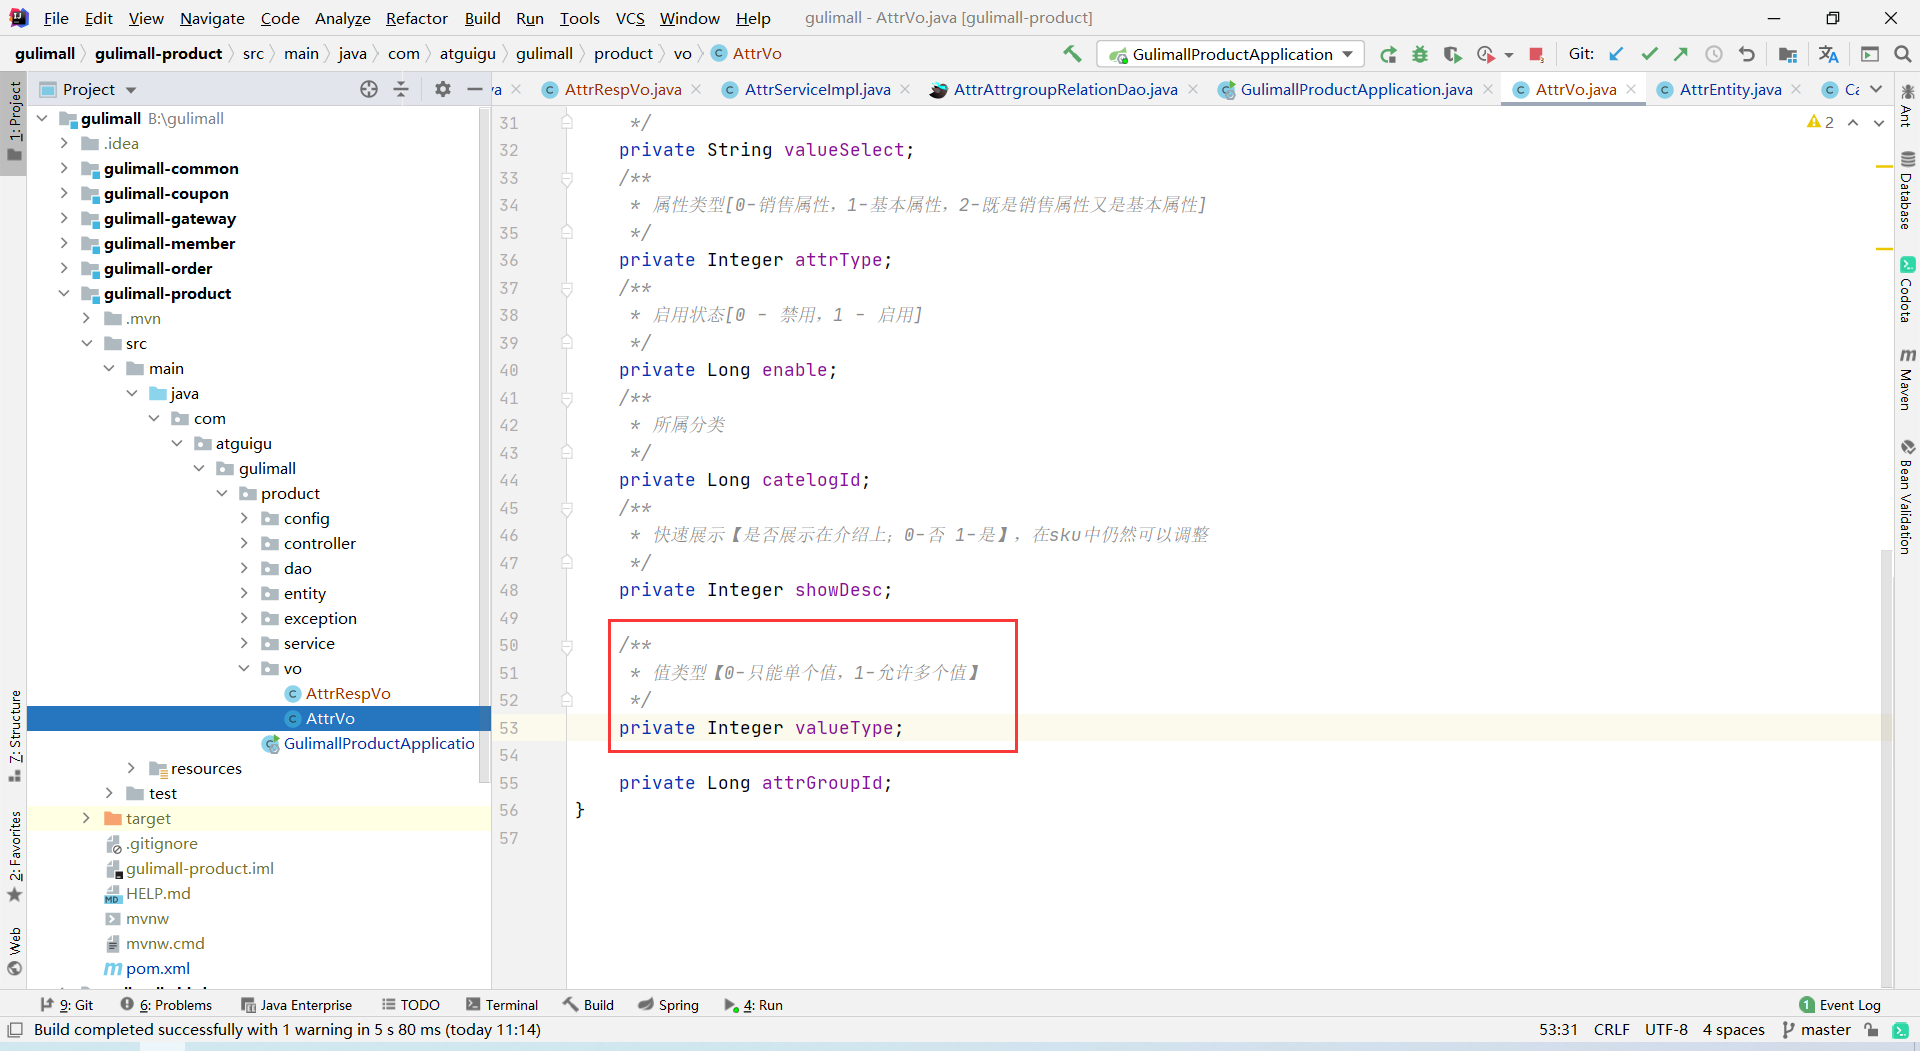 File Edit View Navigate Code Analyze Refactor Build Run Tools VCS Window Help gulimall - AttrVo.java [gulimall-product]
gulimall gulimall-product src main java com atguigu gulimall product vo AttrVo GulimallProductApplication Git:
Project
va AttrRespVo.java AttrServiceImpl.java AttrAttrgroupRelationDao.java GulimallProductApplication.java AttrVo.java AttrEntity.java Ca
1: Project
7: Structure
2: Favorites
Web
gulimall B:\gulimall
.idea
gulimall-common
gulimall-coupon
gulimall-gateway
gulimall-member
gulimall-order
gulimall-product
.mvn
src
main
java
com
atguigu
gulimall
product
config
controller
dao
entity
exception
service
vo
AttrRespVo
AttrVo
GulimallProductApplicatio
resources
test
target
.gitignore
gulimall-product.iml
HELP.md
mvnw
mvnw.cmd
pom.xml
2
31 */
32 private String valueSelect;
33 /**
34 * 属性类型[0-销售属性，1-基本属性，2-既是销售属性又是基本属性]
35 */
36 private Integer attrType;
37 /**
38 * 启用状态[0 - 禁用，1 - 启用]
39 */
40 private Long enable;
41 /**
42 * 所属分类
43 */
44 private Long catelogId;
45 /**
46 * 快速展示【是否展示在介绍上；0-否 1-是】，在sku中仍然可以调整
47 */
48 private Integer showDesc;
49
50 /**
51 * 值类型【0-只能单个值，1-允许多个值】
52 */
53 private Integer valueType;
54
55 private Long attrGroupId;
56 }
57
Ant
Database
Codota
Maven
Bean Validation
9: Git 6: Problems Java Enterprise TODO Terminal Build Spring 4: Run 1 Event Log
Build completed successfully with 1 warning in 5 s 80 ms (today 11:14) 53:31 CRLF UTF-8 4 spaces master